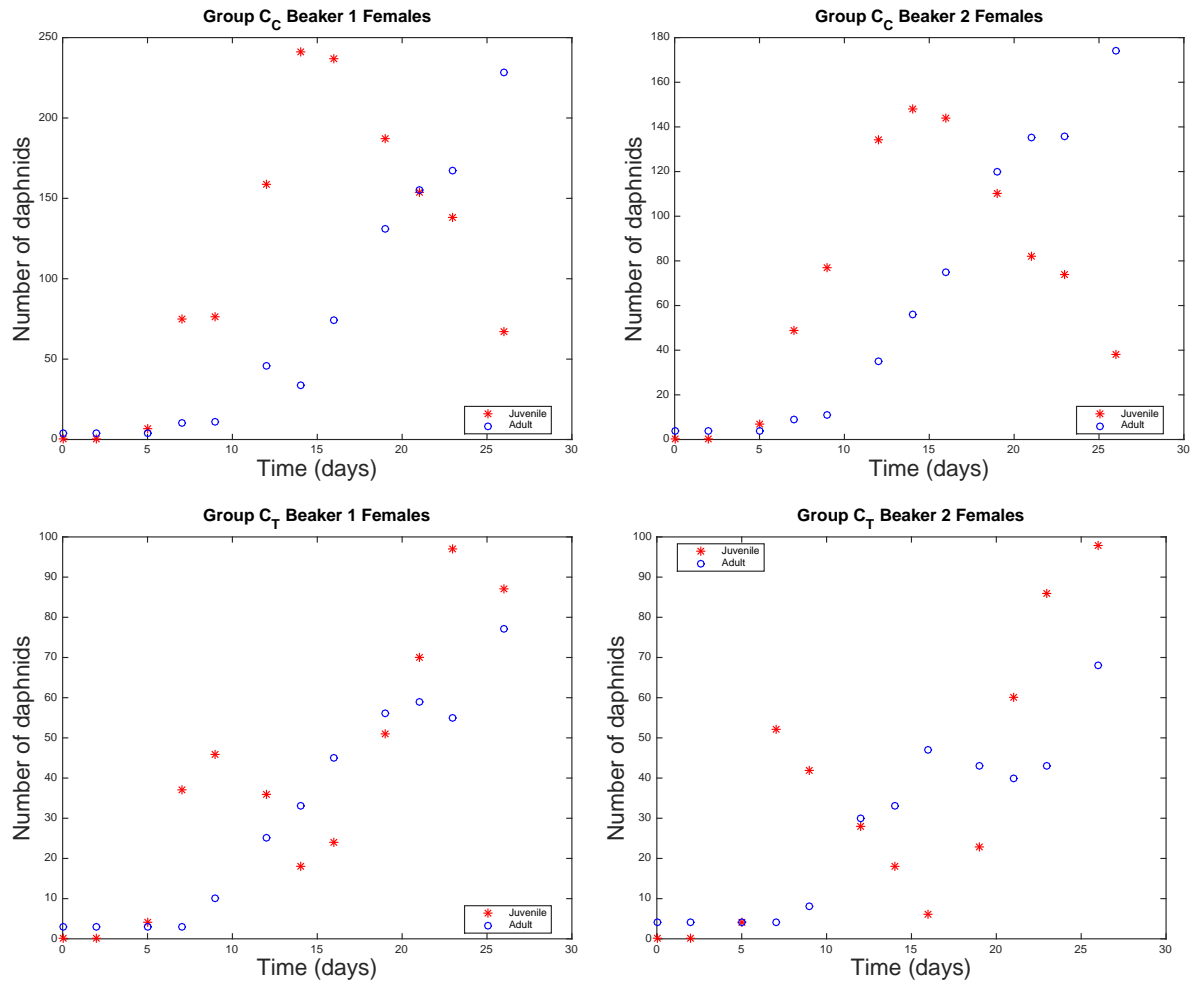 Group C_C Beaker 1 Females
250
200
150
100
50
0
Number of daphnids
Juvenile
Adult
0 5 10 15 20 25 30
Time (days)
Group C_C Beaker 2 Females
180
160
140
120
100
80
60
40
20
0
Number of daphnids
Juvenile
Adult
0 5 10 15 20 25 30
Time (days)
Group C_T Beaker 1 Females
100
90
80
70
60
50
40
30
20
10
0
Number of daphnids
Juvenile
Adult
0 5 10 15 20 25 30
Time (days)
Group C_T Beaker 2 Females
Juvenile
Adult
100
90
80
70
60
50
40
30
20
10
0
Number of daphnids
0 5 10 15 20 25 30
Time (days)